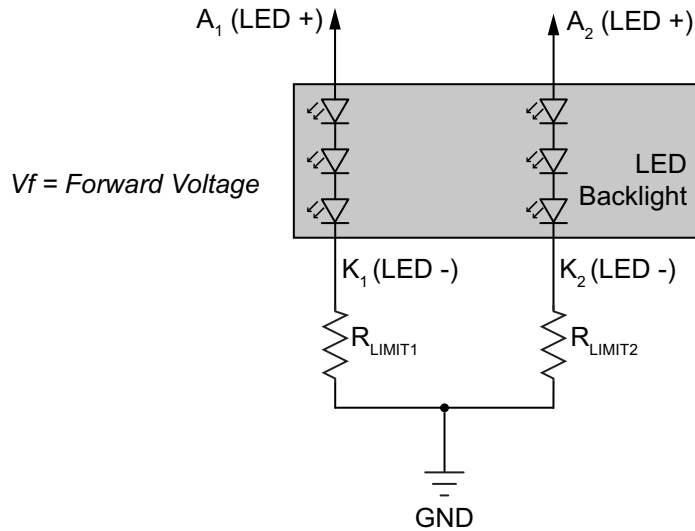 A1 (LED +)
A2 (LED +)
Vf = Forward Voltage
LED
Backlight
K1 (LED -)
K2 (LED -)
RLIMIT1
RLIMIT2
GND